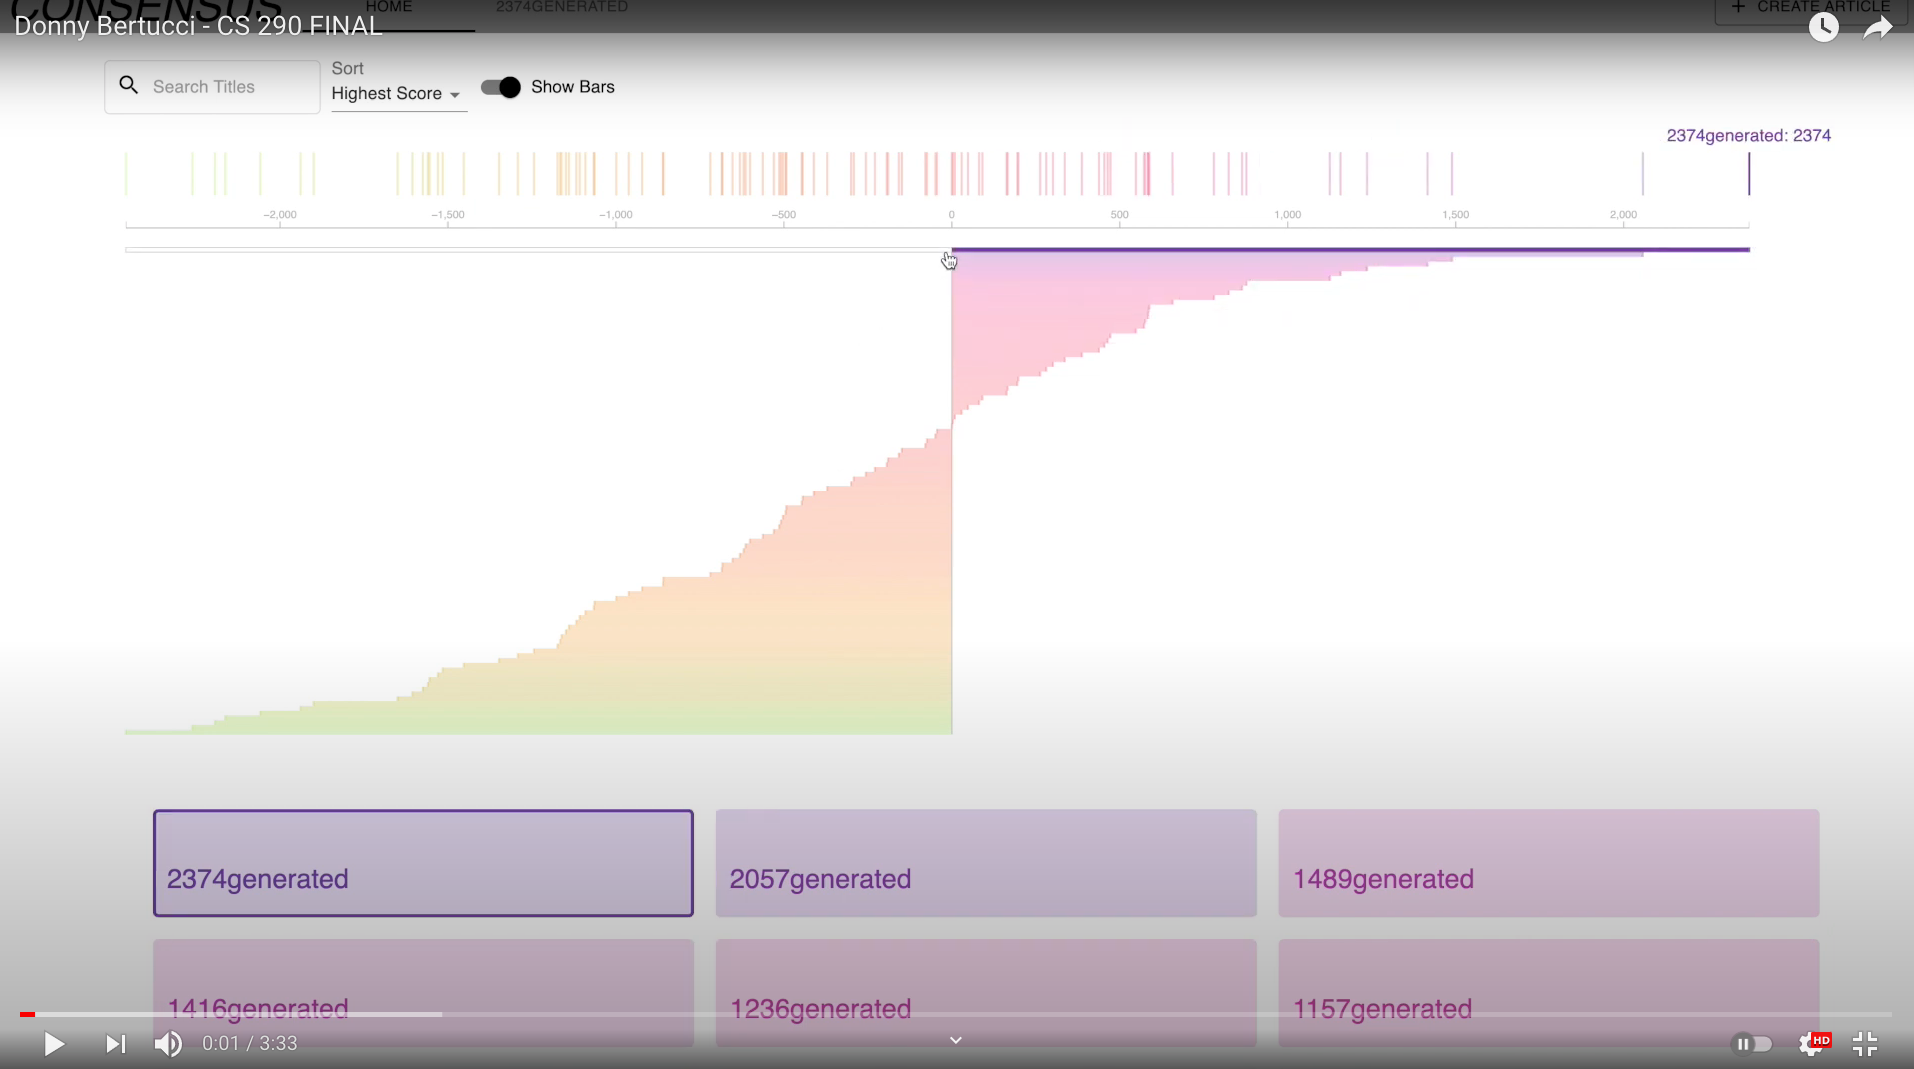 CONSENSUS
HOME
2374GENERATED
+ CREATE ARTICLE
Donny Bertucci - CS 290 FINAL
Search Titles
Sort
Highest Score
Show Bars
2374generated: 2374
−2,000
−1,500
−1,000
−500
0
500
1,000
1,500
2,000
2374generated
2057generated
1489generated
1416generated
1236generated
1157generated
0:01 / 3:33
HD